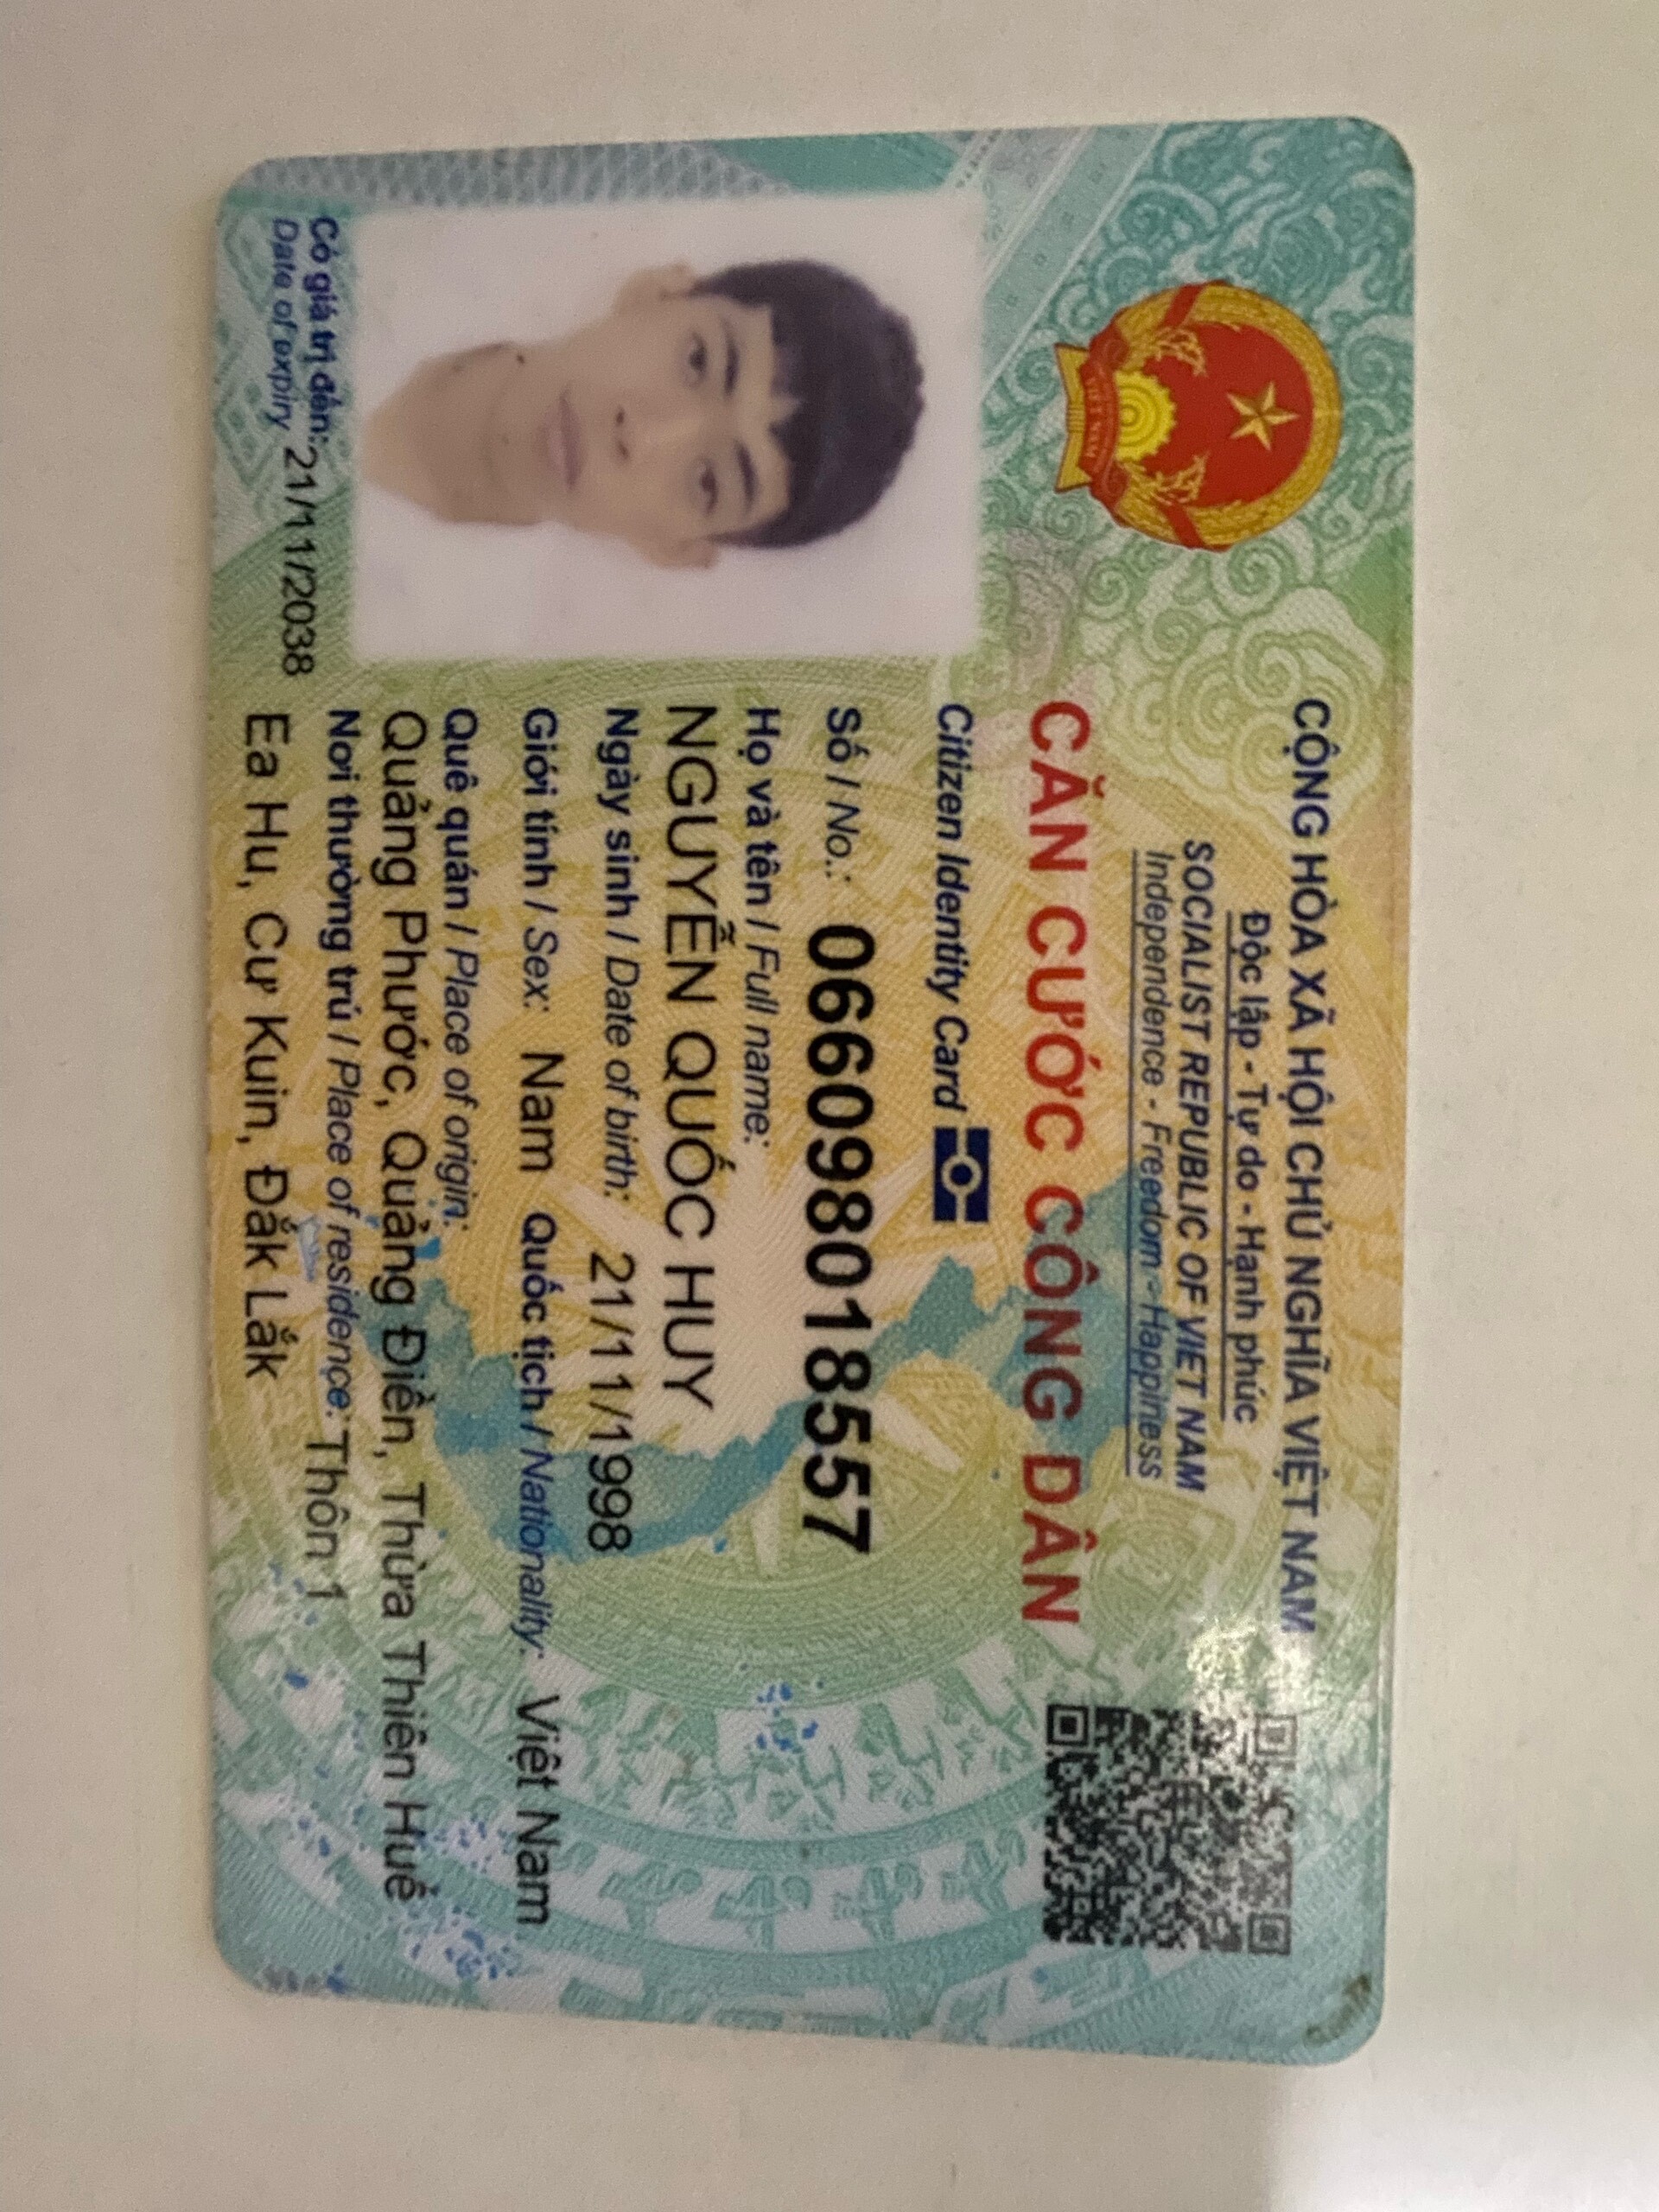 CỘNG HÒA XÃ HỘI CHỦ NGHĨA VIỆT NAM
Độc lập - Tự do - Hạnh phúc
SOCIALIST REPUBLIC OF VIET NAM
Independence - Freedom - Happiness
CĂN CƯỚC CÔNG DÂN
Citizen Identity Card
Số / No.: 066098018557
Họ và tên / Full name:
NGUYỄN QUỐC HUY
Ngày sinh / Date of birth: 21/11/1998
Giới tính / Sex: Nam Quốc tịch / Nationality: Việt Nam
Quê quán / Place of origin:
Quảng Phước, Quảng Điền, Thừa Thiên Huế
Nơi thường trú / Place of residence: Thôn 1
Ea Hu, Cư Kuin, Đắk Lắk
Có giá trị đến: 21/11/2038
Date of expiry
VIỆT NAM